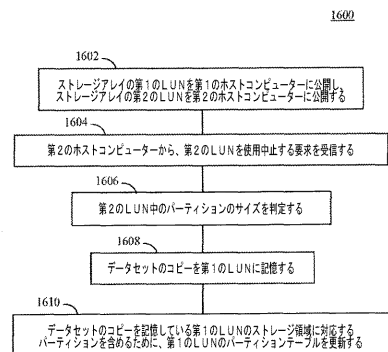 1600
1602
ストレージアレイの第1のLUNを第1のホストコンピューターに公開し、
ストレージアレイの第2のLUNを第2のホストコンピューターに公開する
1604
第2のホストコンピューターから、第2のLUNを使用中止する要求を受信する
1606
第2のLUN中のパーティションのサイズを判定する
1608
データセットのコピーを第1のLUNに記憶する
1610
データセットのコピーを記憶している第1のLUNのストレージ領域に対応する
パーティションを含めるために、第1のLUNのパーティションテーブルを更新する